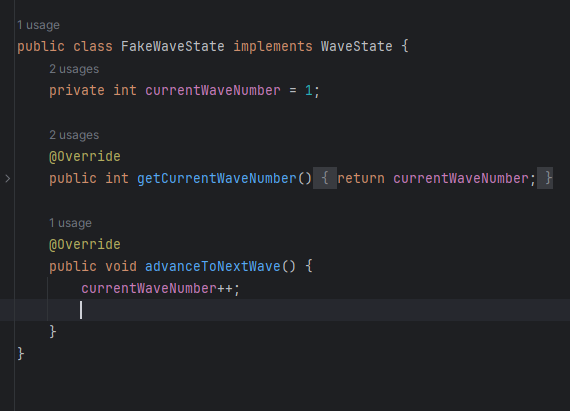 1 usage
public class FakeWaveState implements WaveState {
2 usages
private int currentWaveNumber = 1;
2 usages
@Override
public int getCurrentWaveNumber() { return currentWaveNumber; }
1 usage
@Override
public void advanceToNextWave() {
currentWaveNumber++;
}
}